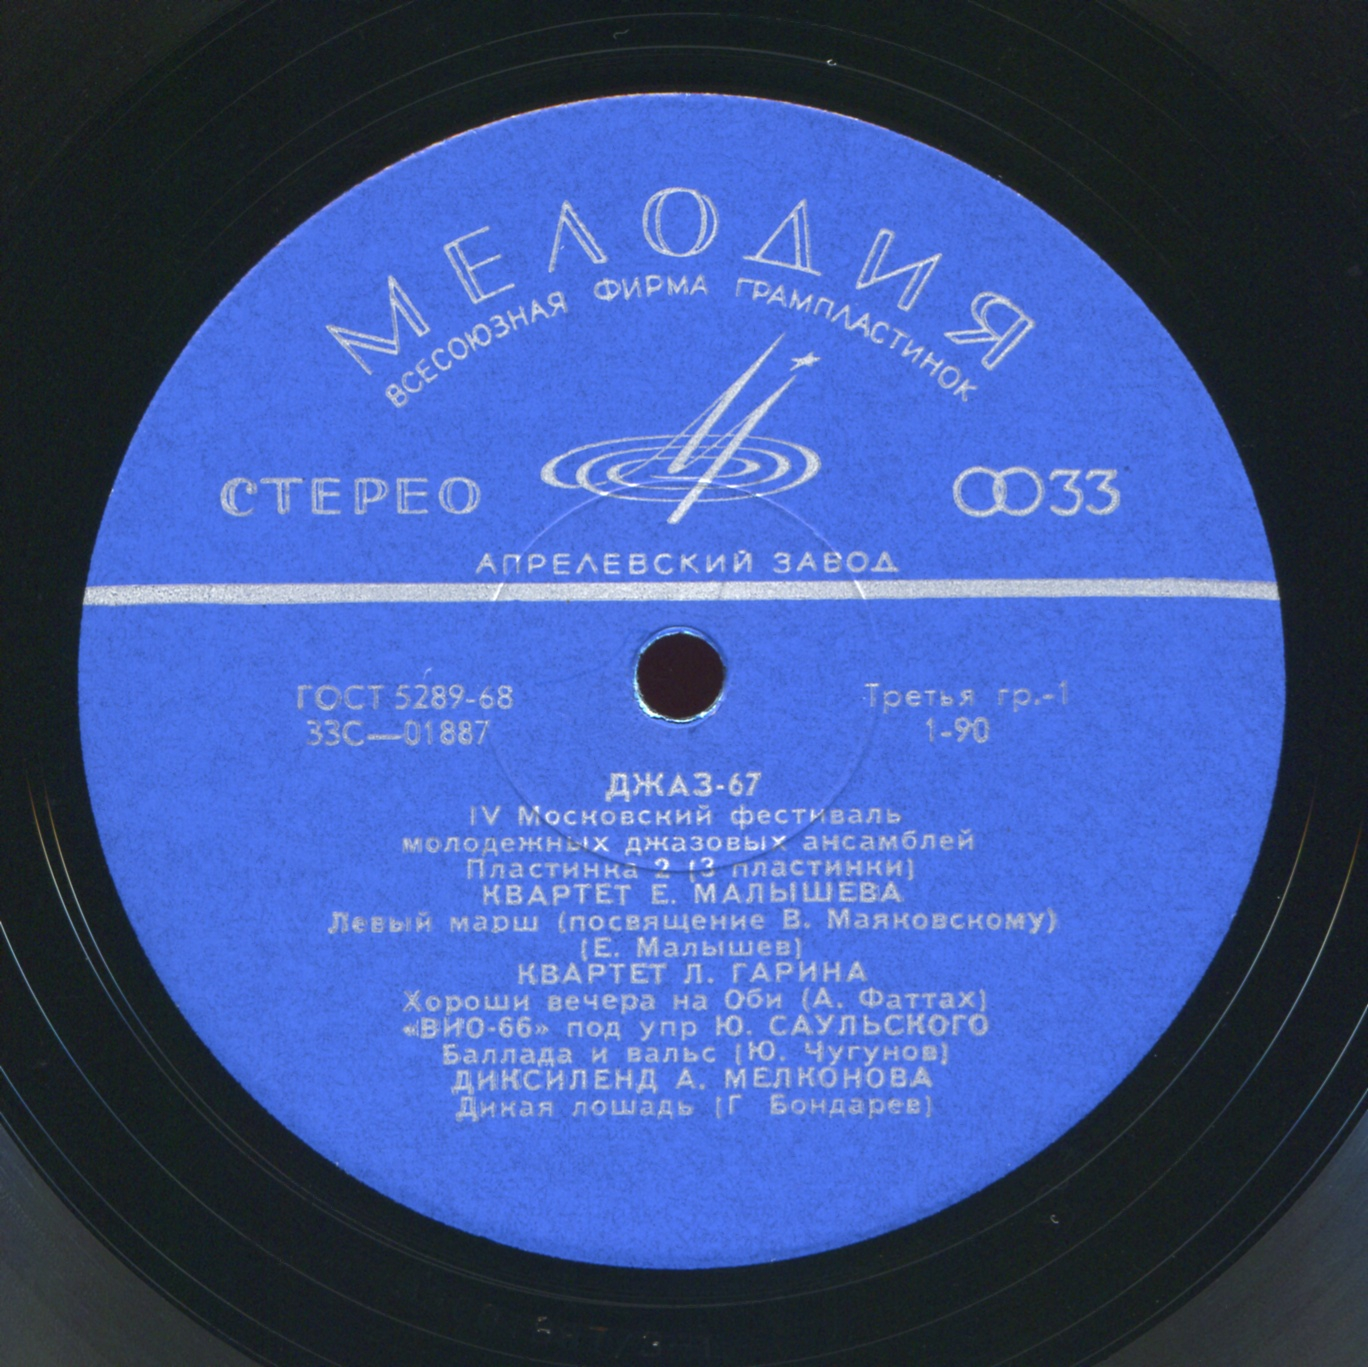 МЕЛОДИЯ
ВСЕСОЮЗНАЯ ФИРМА ГРАМПЛАСТИНОК
СТЕРЕО
33
АПРЕЛЕВСКИЙ ЗАВОД
ГОСТ 5289-68
33С—01887
Третья гр.-1
1-90
ДЖАЗ-67
IV Московский фестиваль
молодежных джазовых ансамблей
Пластинка 2 (3 пластинки)
КВАРТЕТ Е. МАЛЫШЕВА
Левый марш (посвящение В. Маяковскому)
(Е. Малышев)
КВАРТЕТ Л. ГАРИНА
Хороши вечера на Оби (А. Фаттах)
«ВИО-66» под упр Ю. САУЛЬСКОГО
Баллада и вальс (Ю. Чугунов)
ДИКСИЛЕНД А. МЕЛКОНОВА
Дикая лошадь (Г Бондарев)